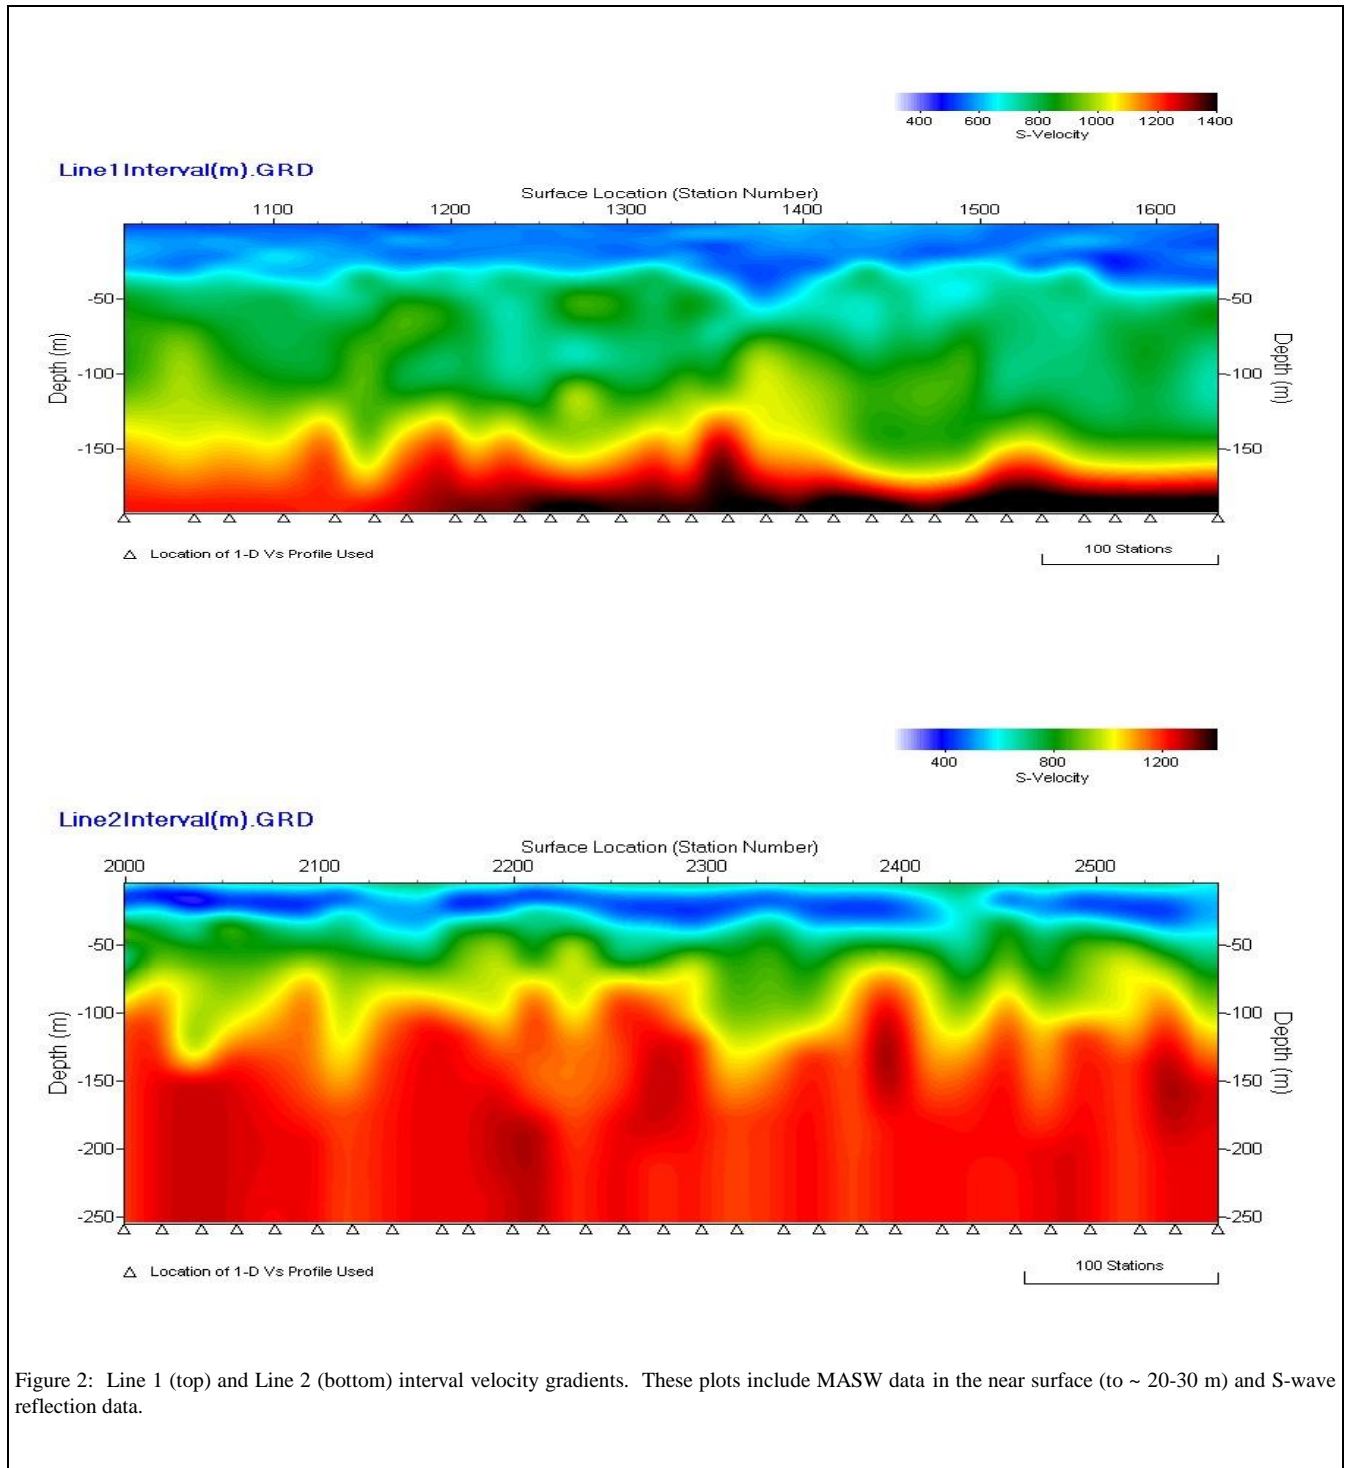 400 600 800 1000 1200 1400
S-Velocity
Line1Interval(m).GRD
Surface Location (Station Number)
1100 1200 1300 1400 1500 1600
Depth (m)
-50
-100
-150
-50
-100
-150
Depth (m)
△ Location of 1-D Vs Profile Used
100 Stations
400 800 1200
S-Velocity
Line2Interval(m).GRD
Surface Location (Station Number)
2000 2100 2200 2300 2400 2500
Depth (m)
-50
-100
-150
-200
-250
-50
-100
-150
-200
-250
Depth (m)
△ Location of 1-D Vs Profile Used
100 Stations
Figure 2: Line 1 (top) and Line 2 (bottom) interval velocity gradients. These plots include MASW data in the near surface (to ~ 20-30 m) and S-wave
reflection data.